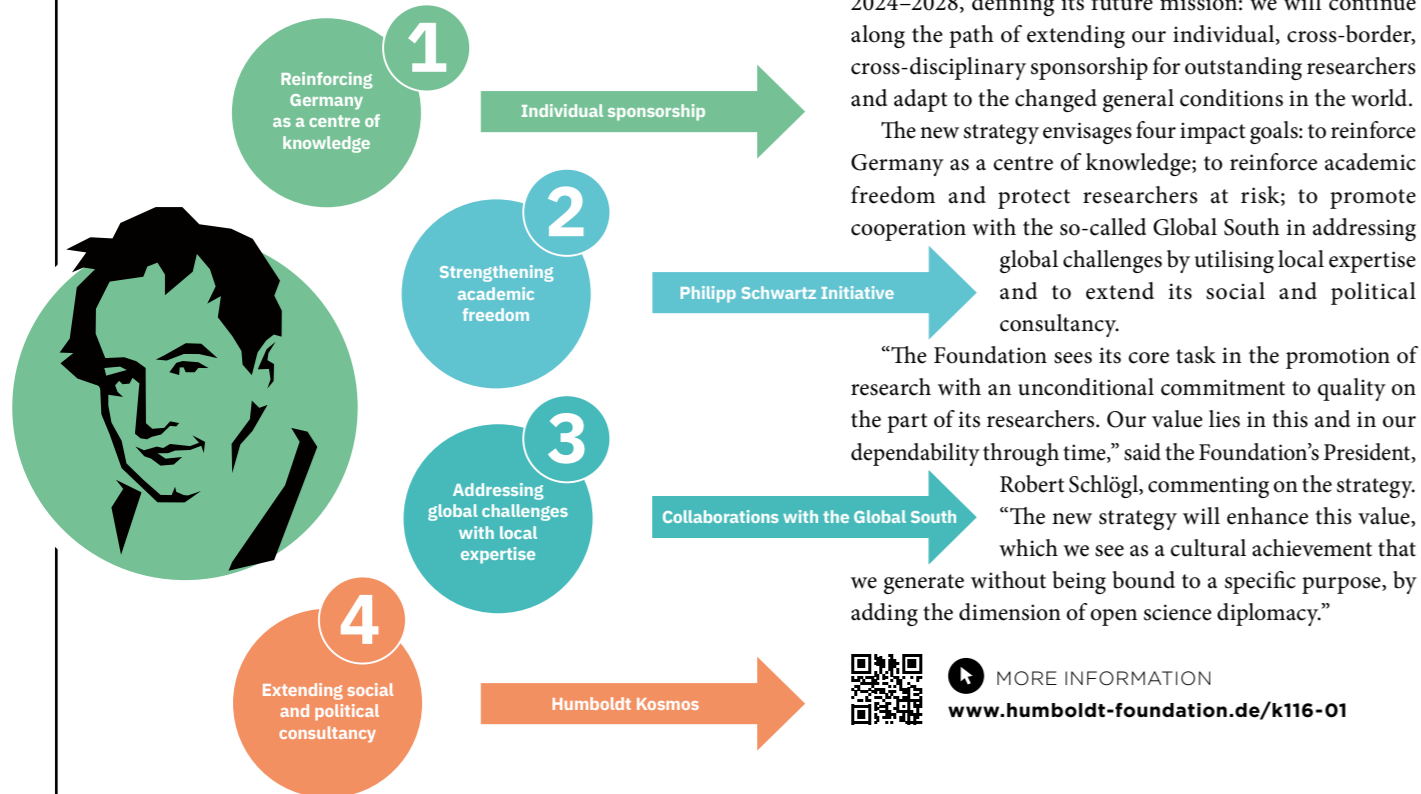 1
Reinforcing
Germany
as a centre of
knowledge
Individual sponsorship
2
Strengthening
academic
freedom
Philipp Schwartz Initiative
3
Addressing
global challenges
with local
expertise
Collaborations with the Global South
4
Extending social
and political
consultancy
Humboldt Kosmos
2024–2028, defining its future mission: we will continue
along the path of extending our individual, cross-border,
cross-disciplinary sponsorship for outstanding researchers
and adapt to the changed general conditions in the world.
The new strategy envisages four impact goals: to reinforce
Germany as a centre of knowledge; to reinforce academic
freedom and protect researchers at risk; to promote
cooperation with the so-called Global South in addressing
global challenges by utilising local expertise
and to extend its social and political
consultancy.
“The Foundation sees its core task in the promotion of
research with an unconditional commitment to quality on
the part of its researchers. Our value lies in this and in our
dependability through time,” said the Foundation’s President,
Robert Schlögl, commenting on the strategy.
“The new strategy will enhance this value,
which we see as a cultural achievement that
we generate without being bound to a specific purpose, by
adding the dimension of open science diplomacy.”
MORE INFORMATION
www.humboldt-foundation.de/k116-01